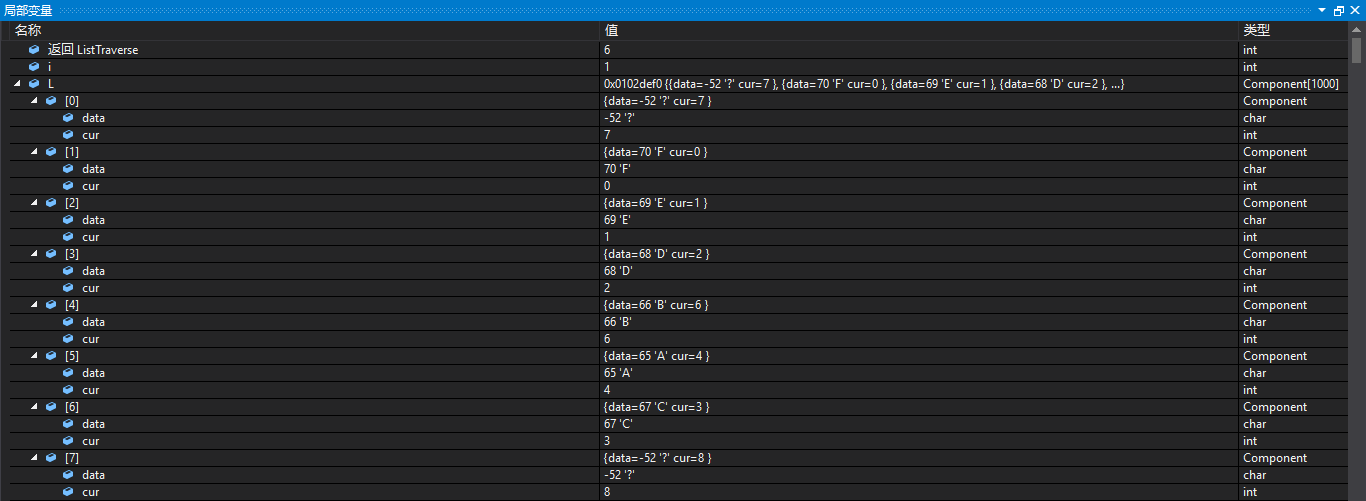 局部变量
名称 值 类型
返回 ListTraverse 6 int
i 1 int
L 0x0102def0 {{data=-52 '?' cur=7 }, {data=70 'F' cur=0 }, {data=69 'E' cur=1 }, {data=68 'D' cur=2 }, ...} Component[1000]
[0] {data=-52 '?' cur=7 } Component
data -52 '?' char
cur 7 int
[1] {data=70 'F' cur=0 } Component
data 70 'F' char
cur 0 int
[2] {data=69 'E' cur=1 } Component
data 69 'E' char
cur 1 int
[3] {data=68 'D' cur=2 } Component
data 68 'D' char
cur 2 int
[4] {data=66 'B' cur=6 } Component
data 66 'B' char
cur 6 int
[5] {data=65 'A' cur=4 } Component
data 65 'A' char
cur 4 int
[6] {data=67 'C' cur=3 } Component
data 67 'C' char
cur 3 int
[7] {data=-52 '?' cur=8 } Component
data -52 '?' char
cur 8 int